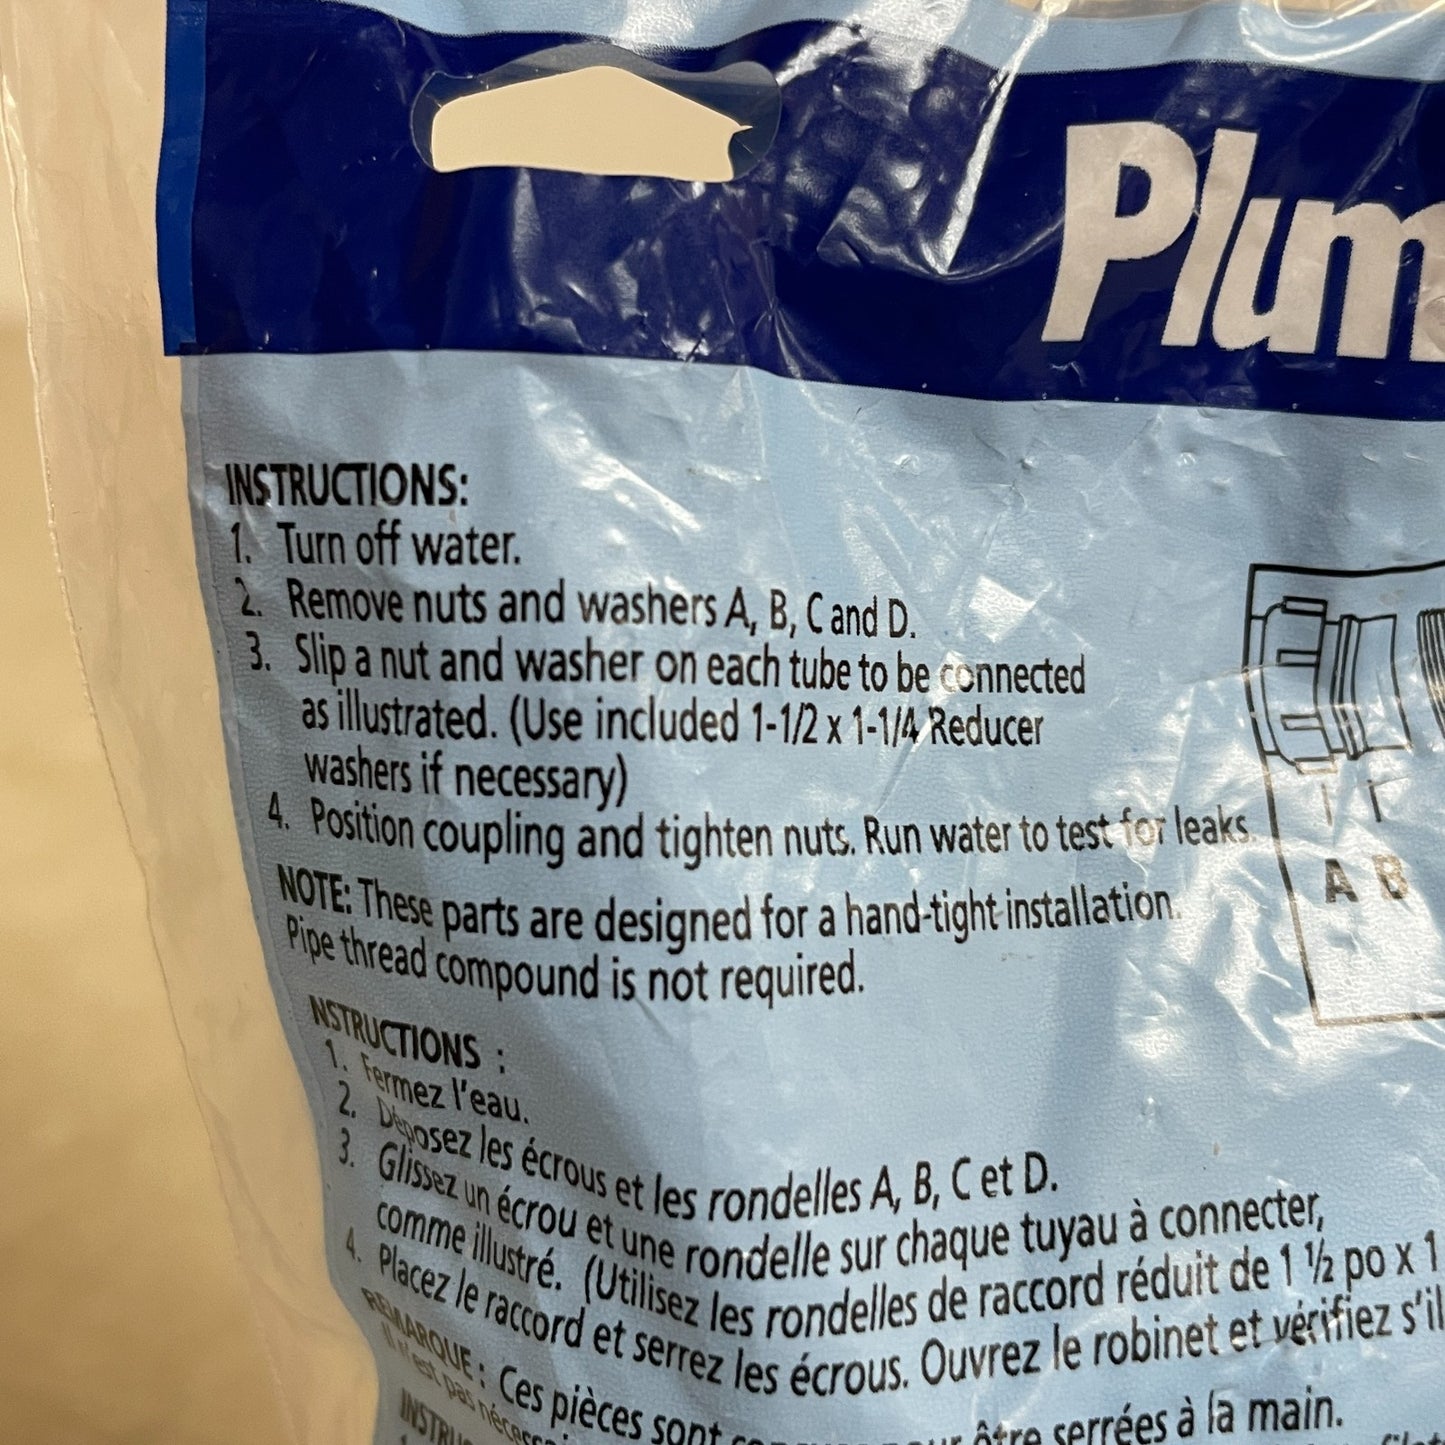 Plum
INSTRUCTIONS:
1. Turn off water.
2. Remove nuts and washers A, B, C and D.
3. Slip a nut and washer on each tube to be connected
as illustrated. (Use included 1-1/2 x 1-1/4 Reducer
washers if necessary)
4. Position coupling and tighten nuts. Run water to test for leaks.
A B
NOTE: These parts are designed for a hand-tight installation.
Pipe thread compound is not required.
NSTRUCTIONS :
1. Fermez l'eau.
2. Déposez les écrous et les rondelles A, B, C et D.
3. Glissez un écrou et une rondelle sur chaque tuyau à connecter,
comme illustré. (Utilisez les rondelles de raccord réduit de 1 ½ po x 1
4. Placez le raccord et serrez les écrous. Ouvrez le robinet et vérifiez s'il
REMARQUE : Ces pièces sont être serrées à la main.
Il n'est pas
INSTRU